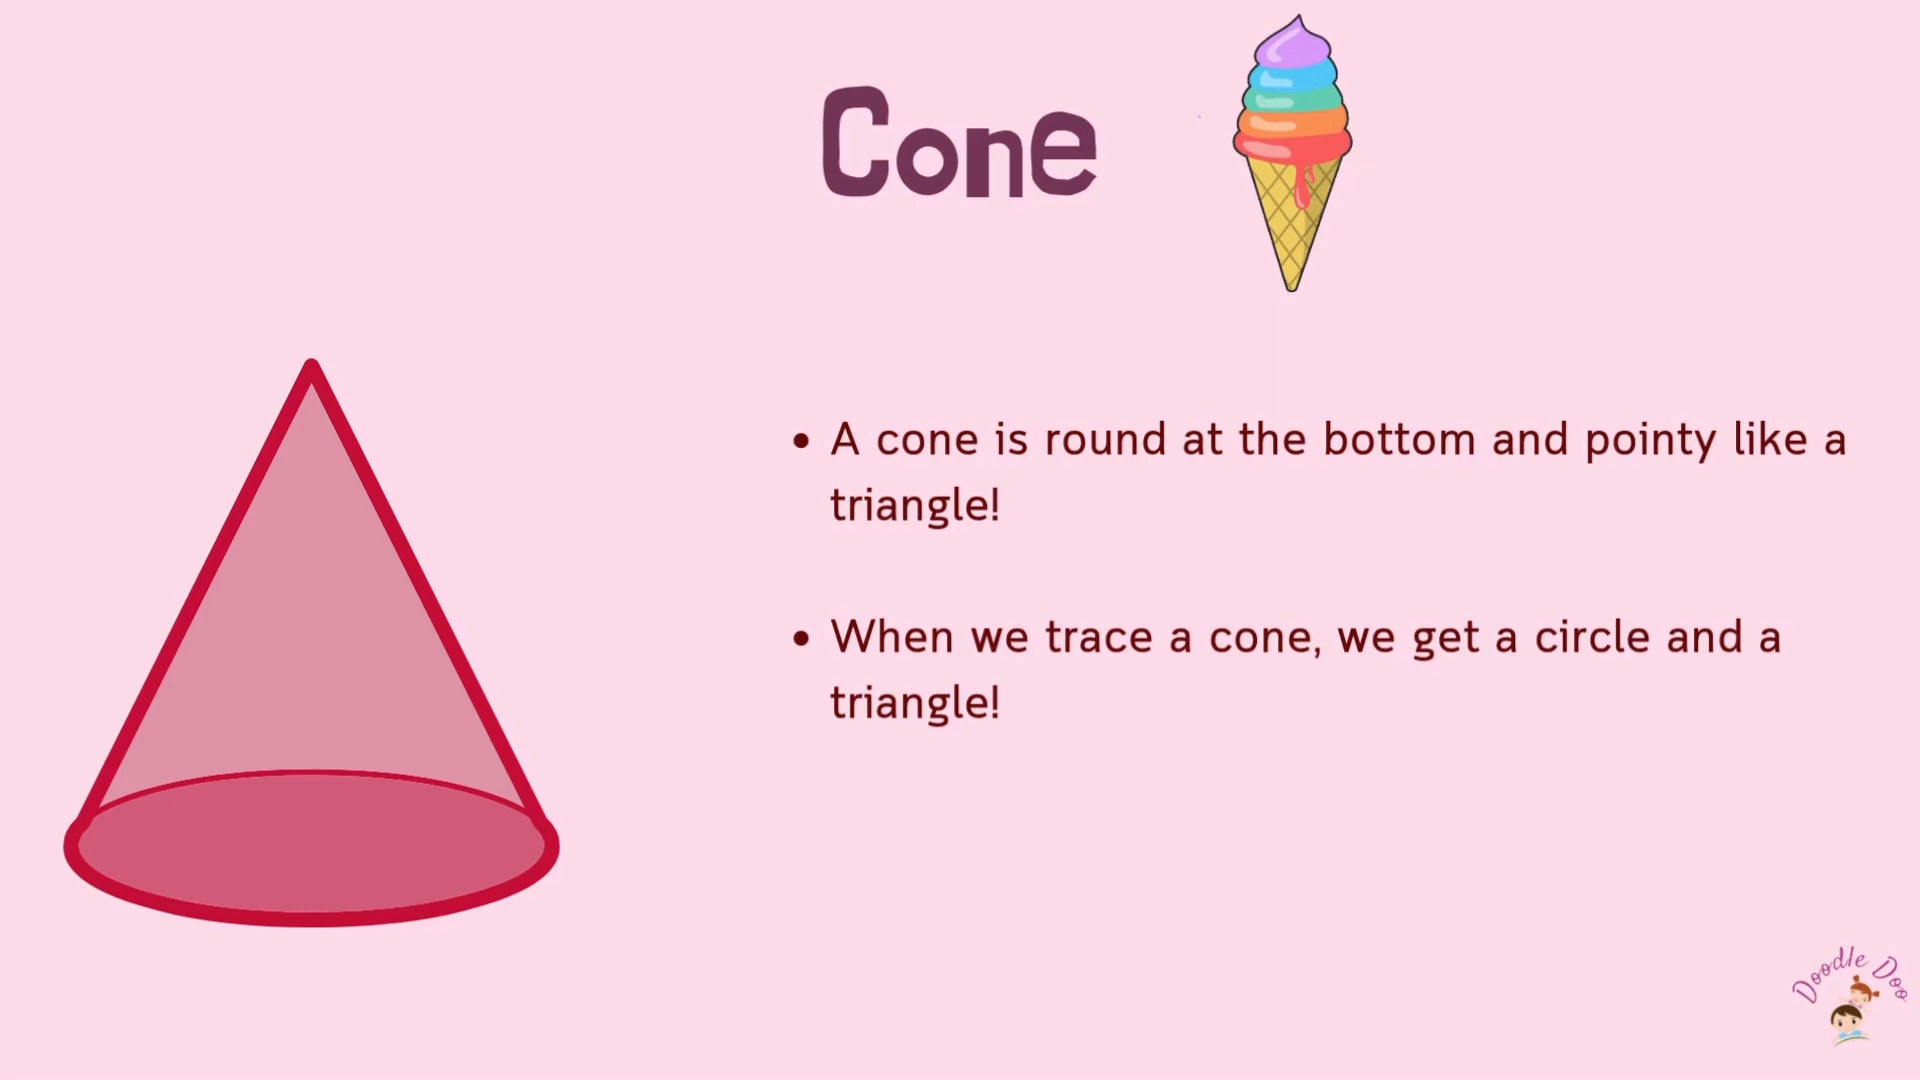 Cone
• A cone is round at the bottom and pointy like a
triangle!
• When we trace a cone, we get a circle and a
triangle!
Doodle Doo